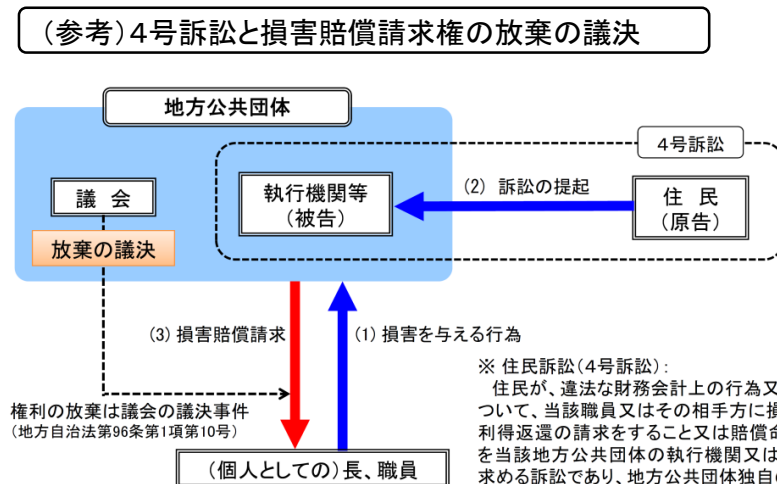 (参考)4号訴訟と損害賠償請求権の放棄の議決
地方公共団体
4号訴訟
議 会
執行機関等
(被告)
(2) 訴訟の提起
住 民
(原告)
放棄の議決
(3) 損害賠償請求
(1) 損害を与える行為
権利の放棄は議会の議決事件
(地方自治法第96条第1項第10号)
(個人としての)長、職員
※ 住民訴訟(4号訴訟):
住民が、違法な財務会計上の行為又
ついて、当該職員又はその相手方に損
利得返還の請求をすること又は賠償命
を当該地方公共団体の執行機関又は
求める訴訟であり、地方公共団体独自の